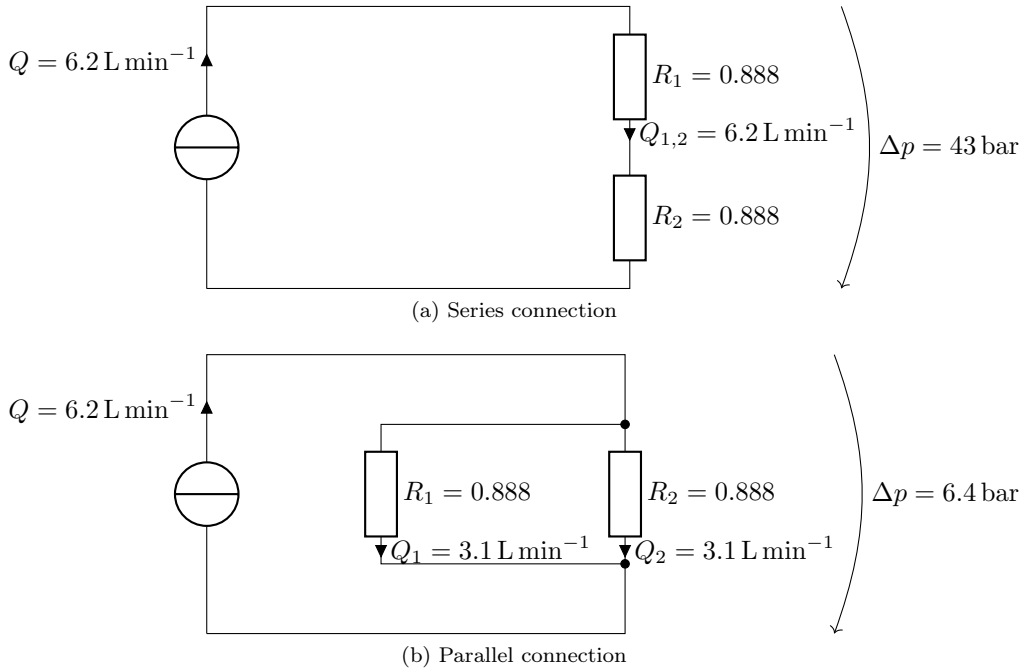 Q = 6.2 L min⁻¹
R₁ = 0.888
Q₁,₂ = 6.2 L min⁻¹
Δp = 43 bar
R₂ = 0.888
(a) Series connection
Q = 6.2 L min⁻¹
R₁ = 0.888
R₂ = 0.888
Δp = 6.4 bar
Q₁ = 3.1 L min⁻¹
Q₂ = 3.1 L min⁻¹
(b) Parallel connection